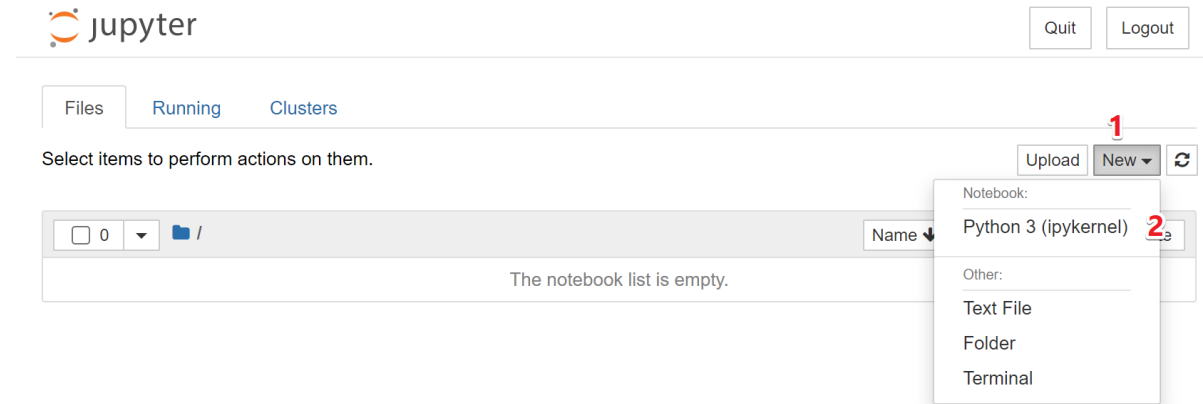 jupyter
Quit
Logout
Files
Running
Clusters
1
Select items to perform actions on them.
Upload
New
Notebook:
0
/
Name
Python 3 (ipykernel)
2
The notebook list is empty.
Other:
Text File
Folder
Terminal